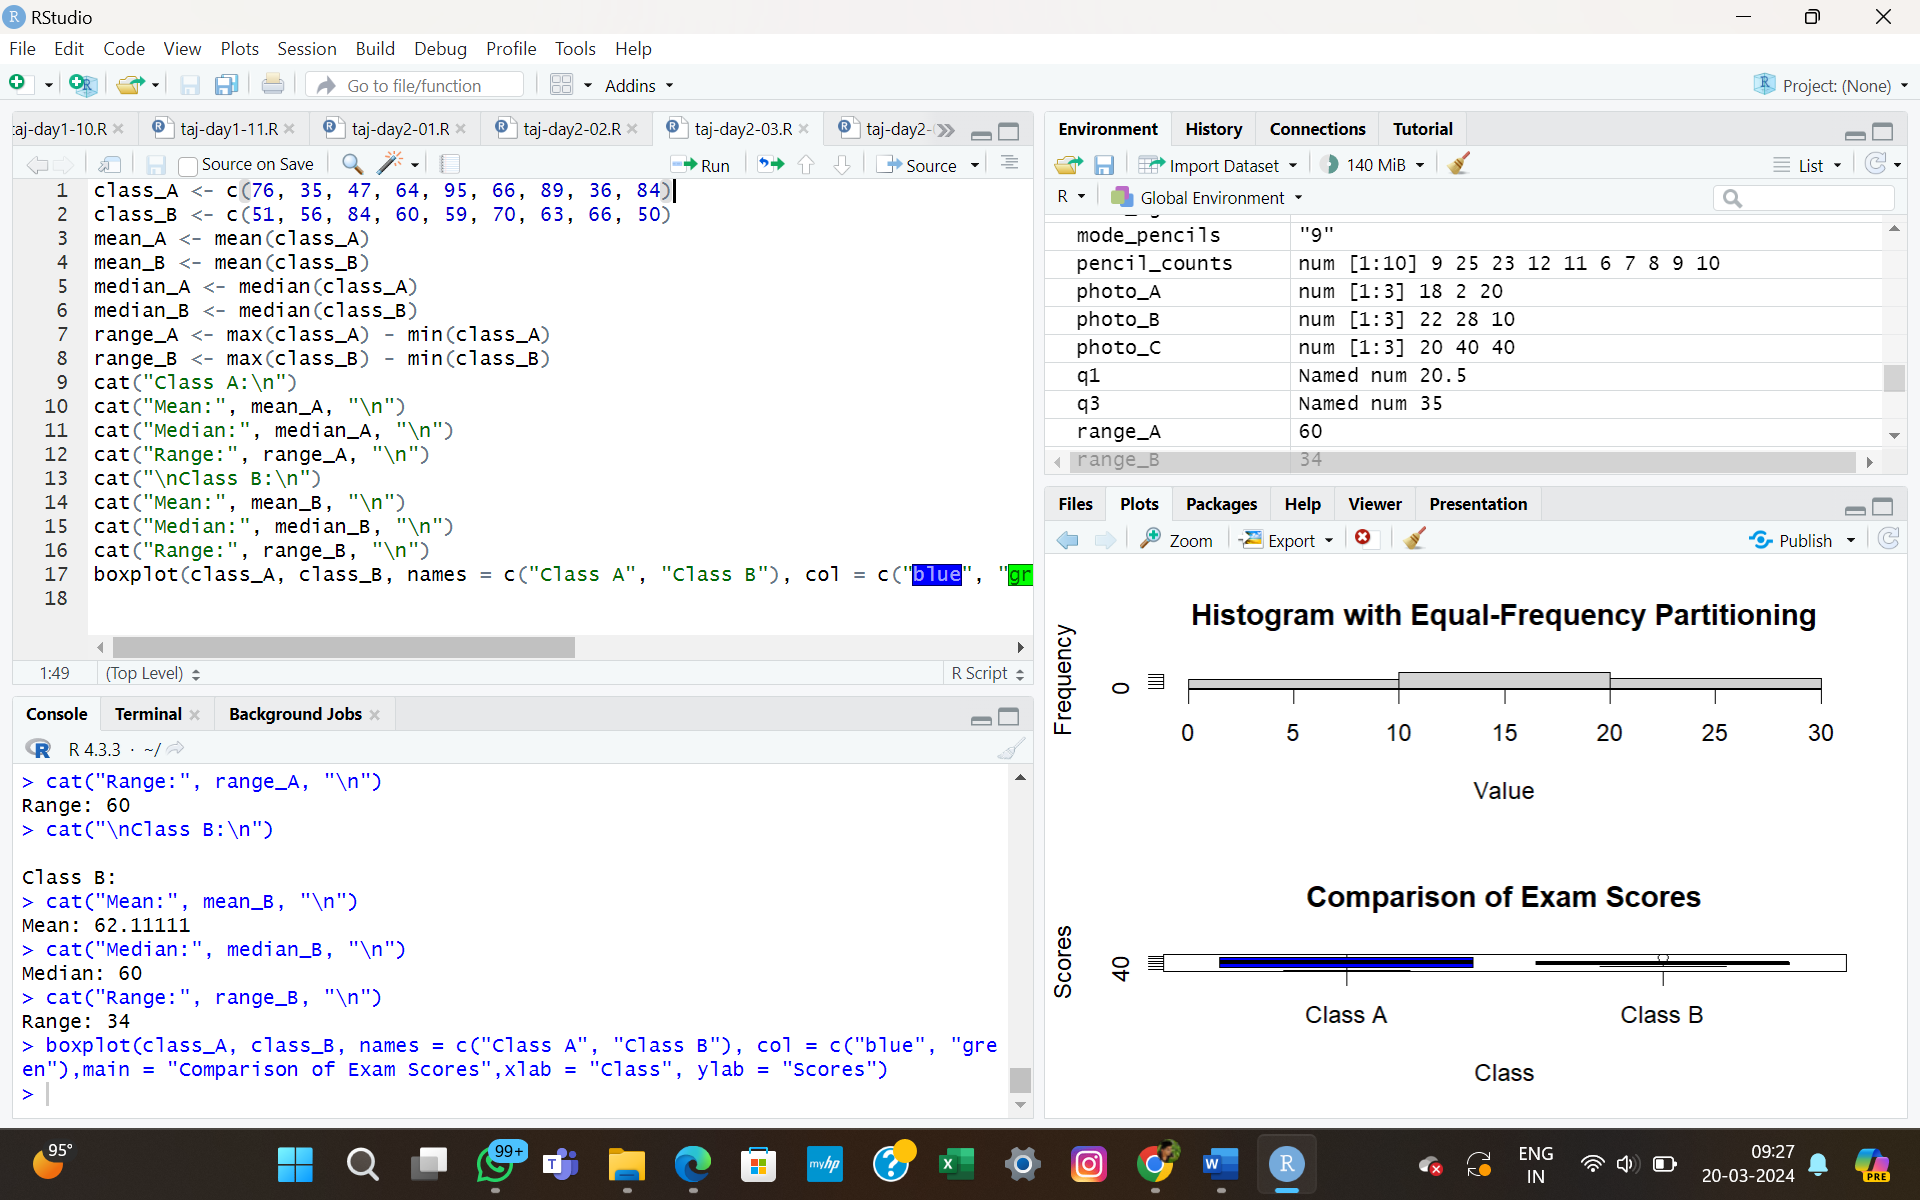 RStudio
File Edit Code View Plots Session Build Debug Profile Tools Help
Go to file/function Addins Project: (None)
aj-day1-10.R taj-day1-11.R taj-day2-01.R taj-day2-02.R taj-day2-03.R taj-day2-
Source on Save Run Source
1 class_A <- c(76, 35, 47, 64, 95, 66, 89, 36, 84)
2 class_B <- c(51, 56, 84, 60, 59, 70, 63, 66, 50)
3 mean_A <- mean(class_A)
4 mean_B <- mean(class_B)
5 median_A <- median(class_A)
6 median_B <- median(class_B)
7 range_A <- max(class_A) - min(class_A)
8 range_B <- max(class_B) - min(class_B)
9 cat("Class A:\n")
10 cat("Mean:", mean_A, "\n")
11 cat("Median:", median_A, "\n")
12 cat("Range:", range_A, "\n")
13 cat("\nClass B:\n")
14 cat("Mean:", mean_B, "\n")
15 cat("Median:", median_B, "\n")
16 cat("Range:", range_B, "\n")
17 boxplot(class_A, class_B, names = c("Class A", "Class B"), col = c("blue", "gr
18
1:49 (Top Level) R Script
Console Terminal Background Jobs
R 4.3.3 · ~/
> cat("Range:", range_A, "\n")
Range: 60
> cat("\nClass B:\n")
Class B:
> cat("Mean:", mean_B, "\n")
Mean: 62.11111
> cat("Median:", median_B, "\n")
Median: 60
> cat("Range:", range_B, "\n")
Range: 34
> boxplot(class_A, class_B, names = c("Class A", "Class B"), col = c("blue", "gre
en"),main = "Comparison of Exam Scores",xlab = "Class", ylab = "Scores")
>
Environment History Connections Tutorial
Import Dataset 140 MiB List
R Global Environment
mode_pencils "9"
pencil_counts num [1:10] 9 25 23 12 11 6 7 8 9 10
photo_A num [1:3] 18 2 20
photo_B num [1:3] 22 28 10
photo_C num [1:3] 20 40 40
q1 Named num 20.5
q3 Named num 35
range_A 60
range_B 34
Files Plots Packages Help Viewer Presentation
Zoom Export Publish
Histogram with Equal-Frequency Partitioning
Frequency
0
0 5 10 15 20 25 30
Value
Comparison of Exam Scores
Scores
40
Class A Class B
Class
95° 99+ myhp ENG 09:27
IN 20-03-2024 PRE